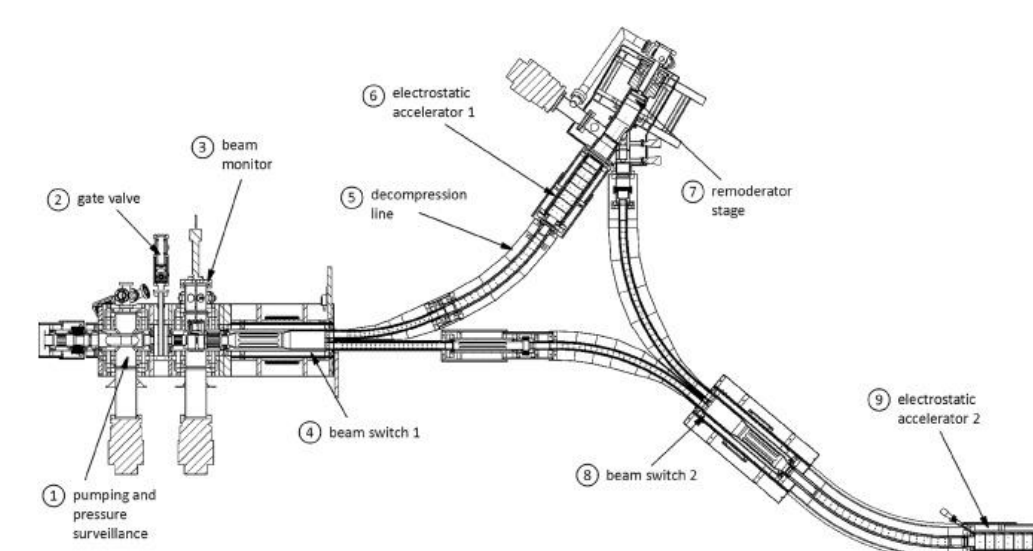 6 electrostatic
accelerator 1
3 beam
monitor
2 gate valve
5 decompression
line
7 remoderator
stage
4 beam switch 1
9 electrostatic
accelerator 2
8 beam switch 2
1 pumping and
pressure
surveillance